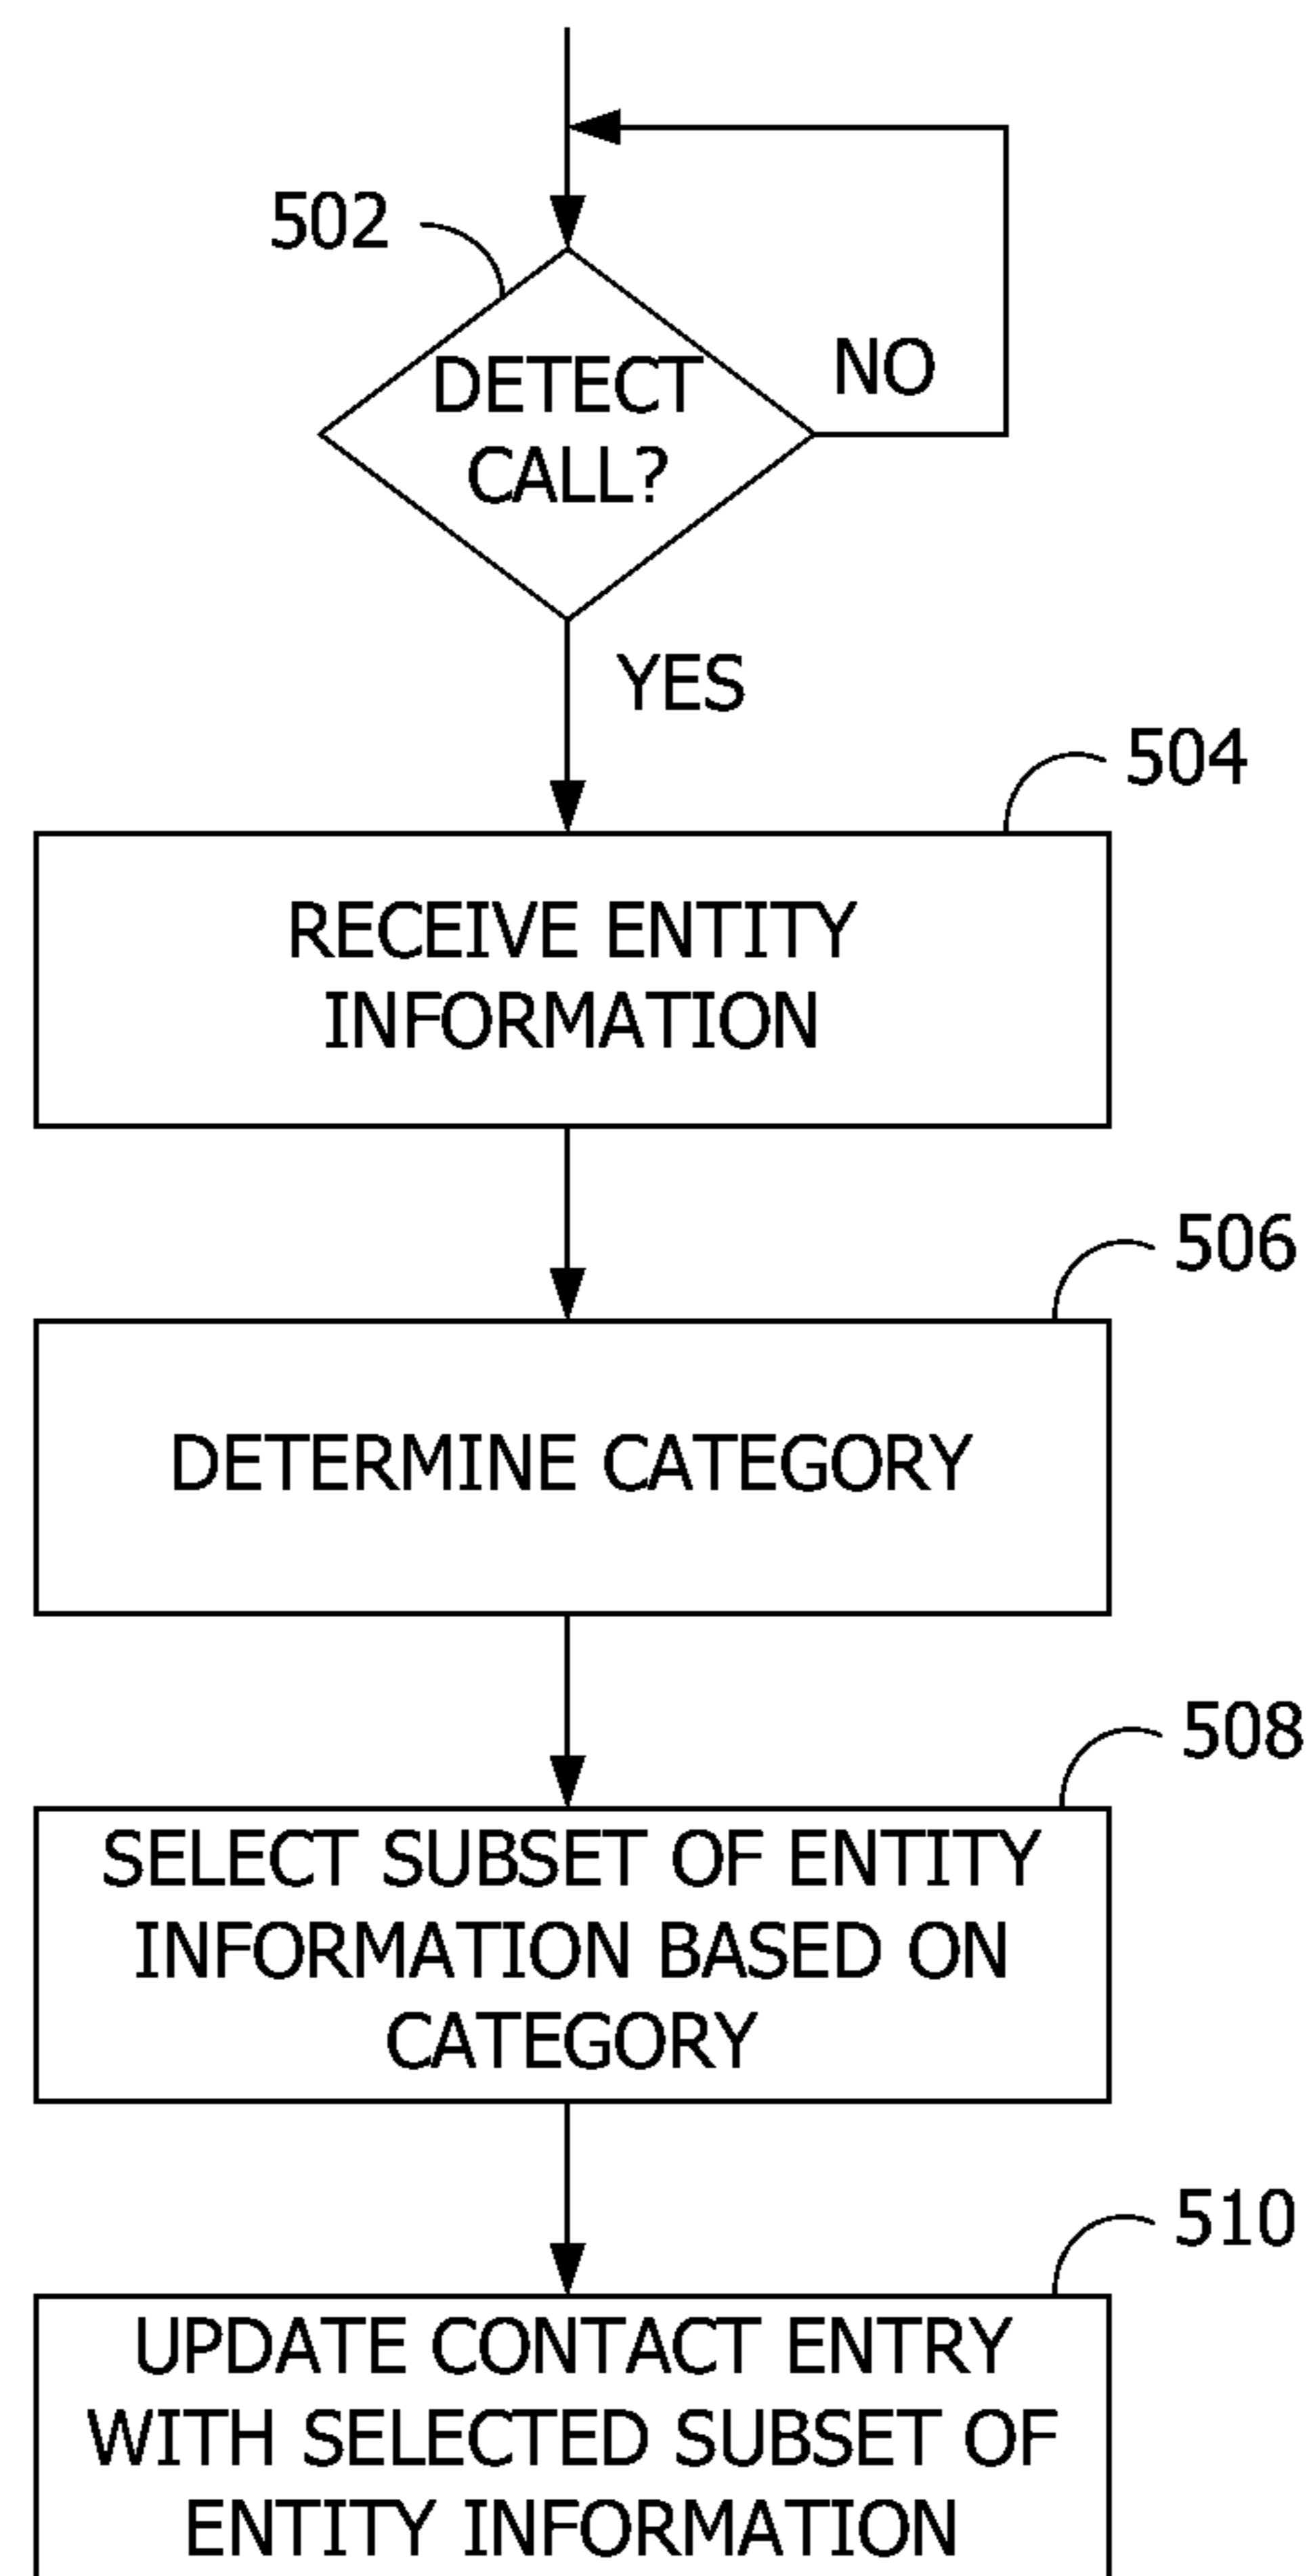 502
DETECT
CALL?
NO
YES
504
RECEIVE ENTITY
INFORMATION
506
DETERMINE CATEGORY
508
SELECT SUBSET OF ENTITY
INFORMATION BASED ON
CATEGORY
510
UPDATE CONTACT ENTRY
WITH SELECTED SUBSET OF
ENTITY INFORMATION